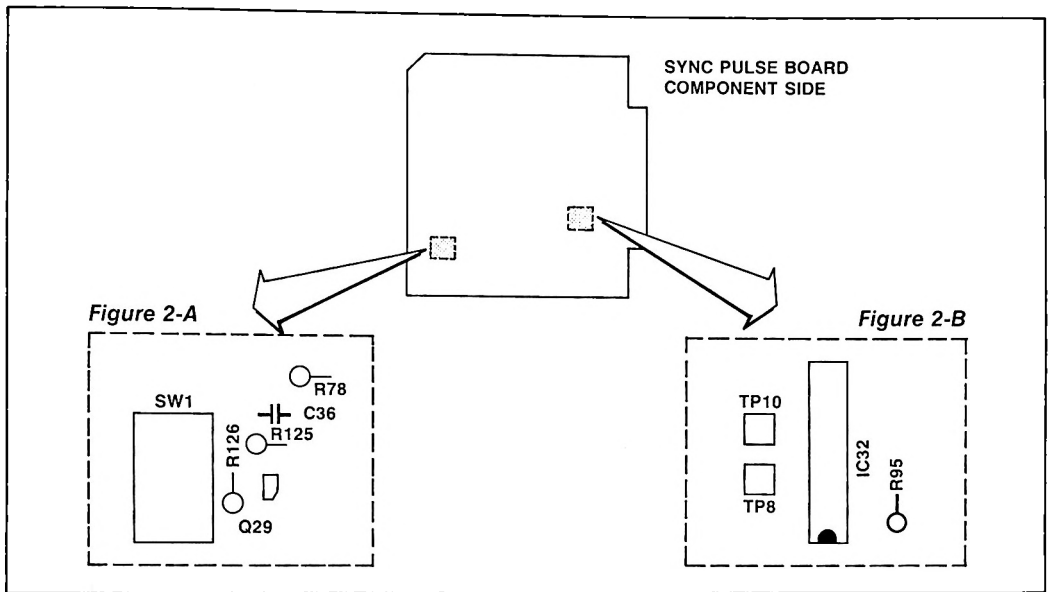 SYNC PULSE BOARD
COMPONENT SIDE
Figure 2-A
SW1
R78
C36
R125
R126
Q29
Figure 2-B
TP10
TP8
IC32
R95